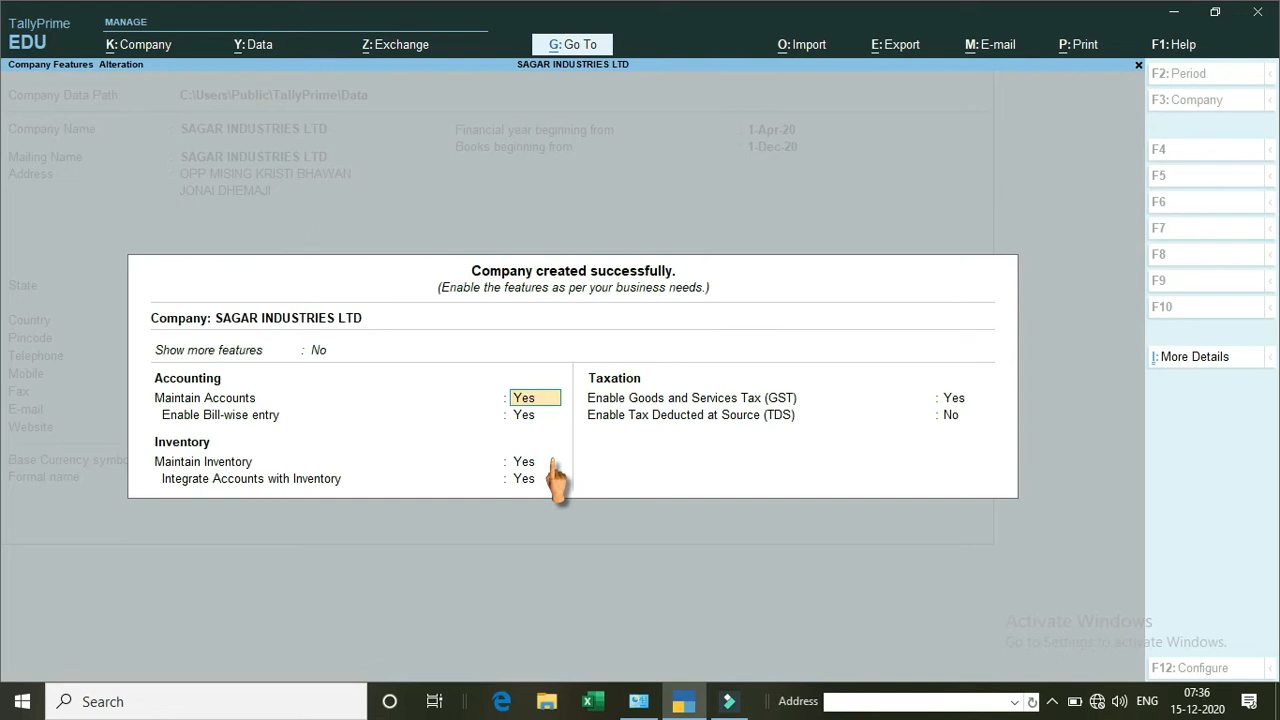 TallyPrime
EDU
MANAGE
K: Company
Y: Data
Z: Exchange
G: Go To
O: Import
E: Export
M: E-mail
P: Print
F1: Help
Company Features Alteration
SAGAR INDUSTRIES LTD
F2: Period
F3: Company
F4
F5
F6
F7
F8
F9
F10
I: More Details
F12: Configure
Company Data Path
C:\Users\Public\TallyPrime\Data
Company Name : SAGAR INDUSTRIES LTD
Financial year beginning from : 1-Apr-20
Books beginning from : 1-Dec-20
Mailing Name : SAGAR INDUSTRIES LTD
Address : OPP MISING KRISTI BHAWAN
JONAI DHEMAJI
State
Country
Pincode
Telephone
Mobile
Fax
E-mail
Website
Base Currency symbo
Formal name
Company created successfully.
(Enable the features as per your business needs.)
Company: SAGAR INDUSTRIES LTD
Show more features : No
Accounting
Maintain Accounts : Yes
Enable Bill-wise entry : Yes
Inventory
Maintain Inventory : Yes
Integrate Accounts with Inventory : Yes
Taxation
Enable Goods and Services Tax (GST) : Yes
Enable Tax Deducted at Source (TDS) : No
Activate Windows
Go to Settings to activate Windows.
Search
Address
ENG
07:36
15-12-2020